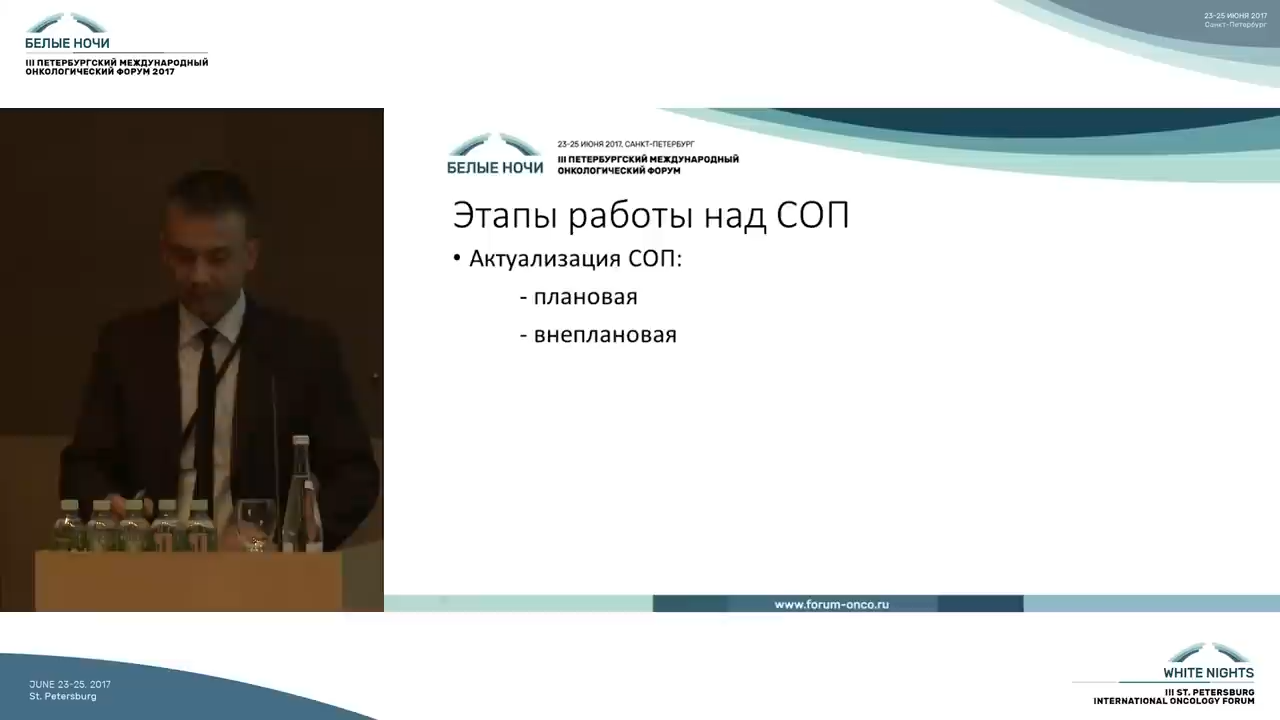 БЕЛЫЕ НОЧИ
III ПЕТЕРБУРГСКИЙ МЕЖДУНАРОДНЫЙ
ОНКОЛОГИЧЕСКИЙ ФОРУМ 2017
23-25 ИЮНЯ 2017
Санкт-Петербург
БЕЛЫЕ НОЧИ
23-25 ИЮНЯ 2017, САНКТ-ПЕТЕРБУРГ
III ПЕТЕРБУРГСКИЙ МЕЖДУНАРОДНЫЙ
ОНКОЛОГИЧЕСКИЙ ФОРУМ
Этапы работы над СОП
• Актуализация СОП:
- плановая
- внеплановая
www.forum-onco.ru
JUNE 23-25. 2017
St. Petersburg
WHITE NIGHTS
III ST. PETERSBURG
INTERNATIONAL ONCOLOGY FORUM